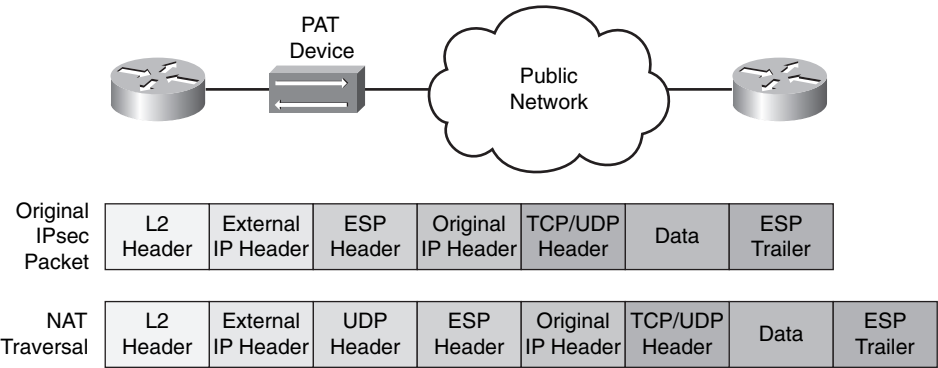 PAT
Device
Public
Network
Original
IPsec
Packet
L2
Header
External
IP Header
ESP
Header
Original
IP Header
TCP/UDP
Header
Data
ESP
Trailer
NAT
Traversal
L2
Header
External
IP Header
UDP
Header
ESP
Header
Original
IP Header
TCP/UDP
Header
Data
ESP
Trailer